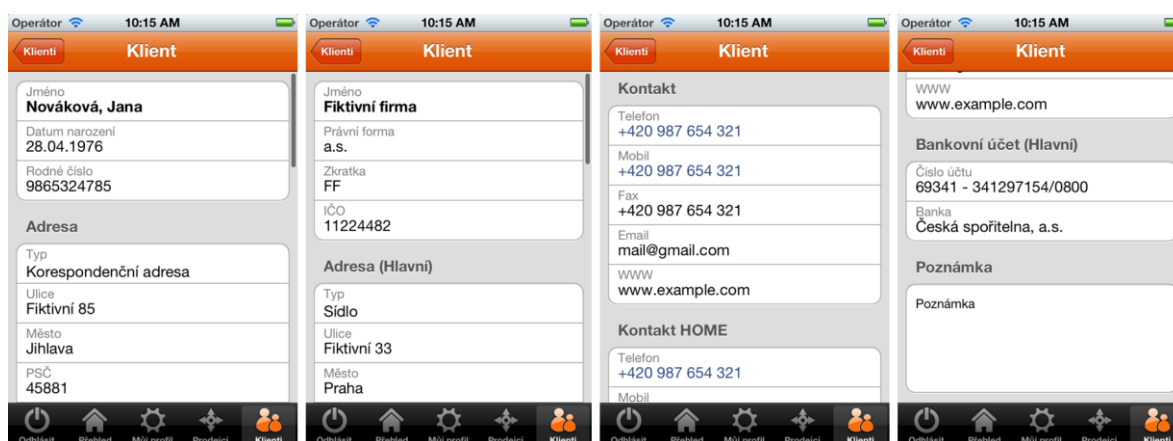 Operátor 10:15 AM
Klienti Klient
Jméno
Nováková, Jana
Datum narození
28.04.1976
Rodné číslo
9865324785
Adresa
Typ
Korespondenční adresa
Ulice
Fiktivní 85
Město
Jihlava
PSČ
45881
Odhlásit Přehled Můj profil Prodejci Klienti
Operátor 10:15 AM
Klienti Klient
Jméno
Fiktivní firma
Právní forma
a.s.
Zkratka
FF
IČO
11224482
Adresa (Hlavní)
Typ
Sídlo
Ulice
Fiktivní 33
Město
Praha
Odhlásit Přehled Můj profil Prodejci Klienti
Operátor 10:15 AM
Klienti Klient
Kontakt
Telefon
+420 987 654 321
Mobil
+420 987 654 321
Fax
+420 987 654 321
Email
mail@gmail.com
WWW
www.example.com
Kontakt HOME
Telefon
+420 987 654 321
Mobil
Odhlásit Přehled Můj profil Prodejci Klienti
Operátor 10:15 AM
Klienti Klient
WWW
www.example.com
Bankovní účet (Hlavní)
Číslo účtu
69341 - 341297154/0800
Banka
Česká spořitelna, a.s.
Poznámka
Poznámka
Odhlásit Přehled Můj profil Prodejci Klienti